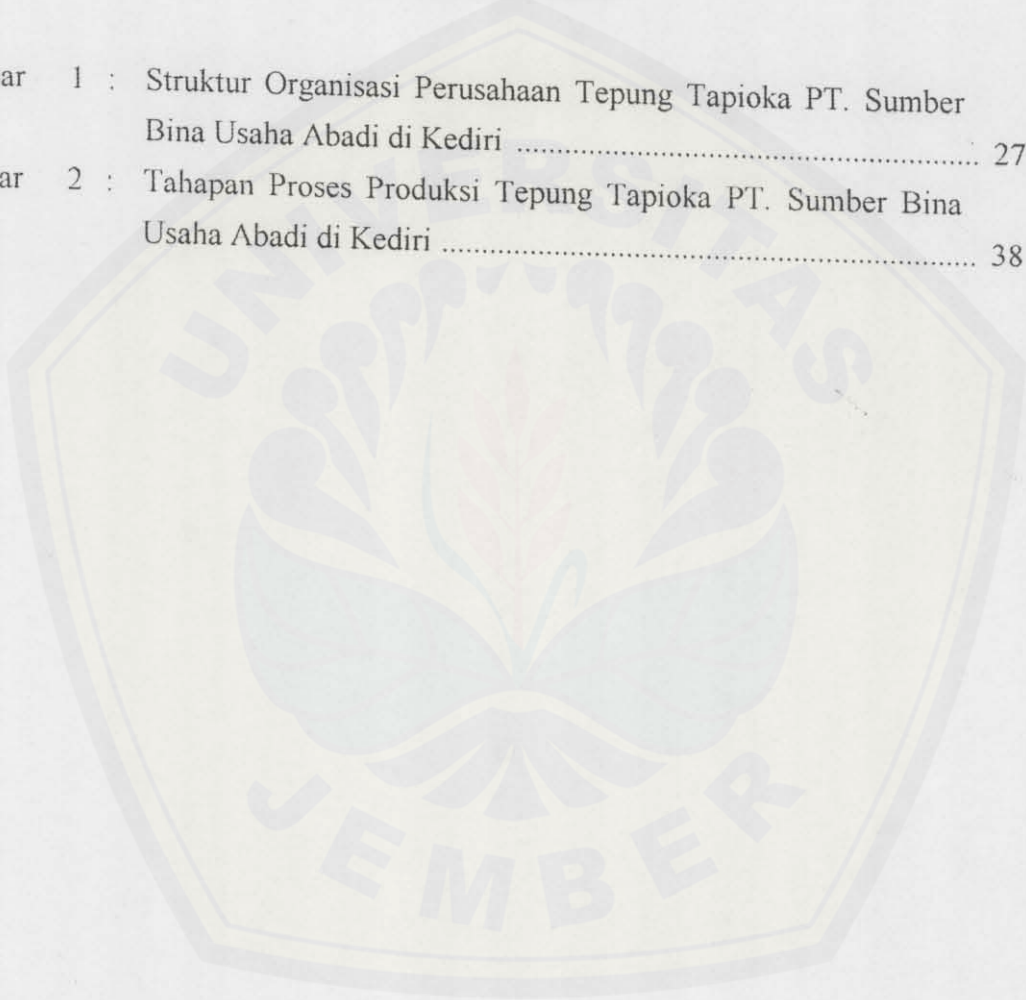 ar 1 : Struktur Organisasi Perusahaan Tepung Tapioka PT. Sumber
Bina Usaha Abadi di Kediri ........................................................ 27
ar 2 : Tahapan Proses Produksi Tepung Tapioka PT. Sumber Bina
Usaha Abadi di Kediri ................................................................ 38
UNIVERSITAS
JEMBER